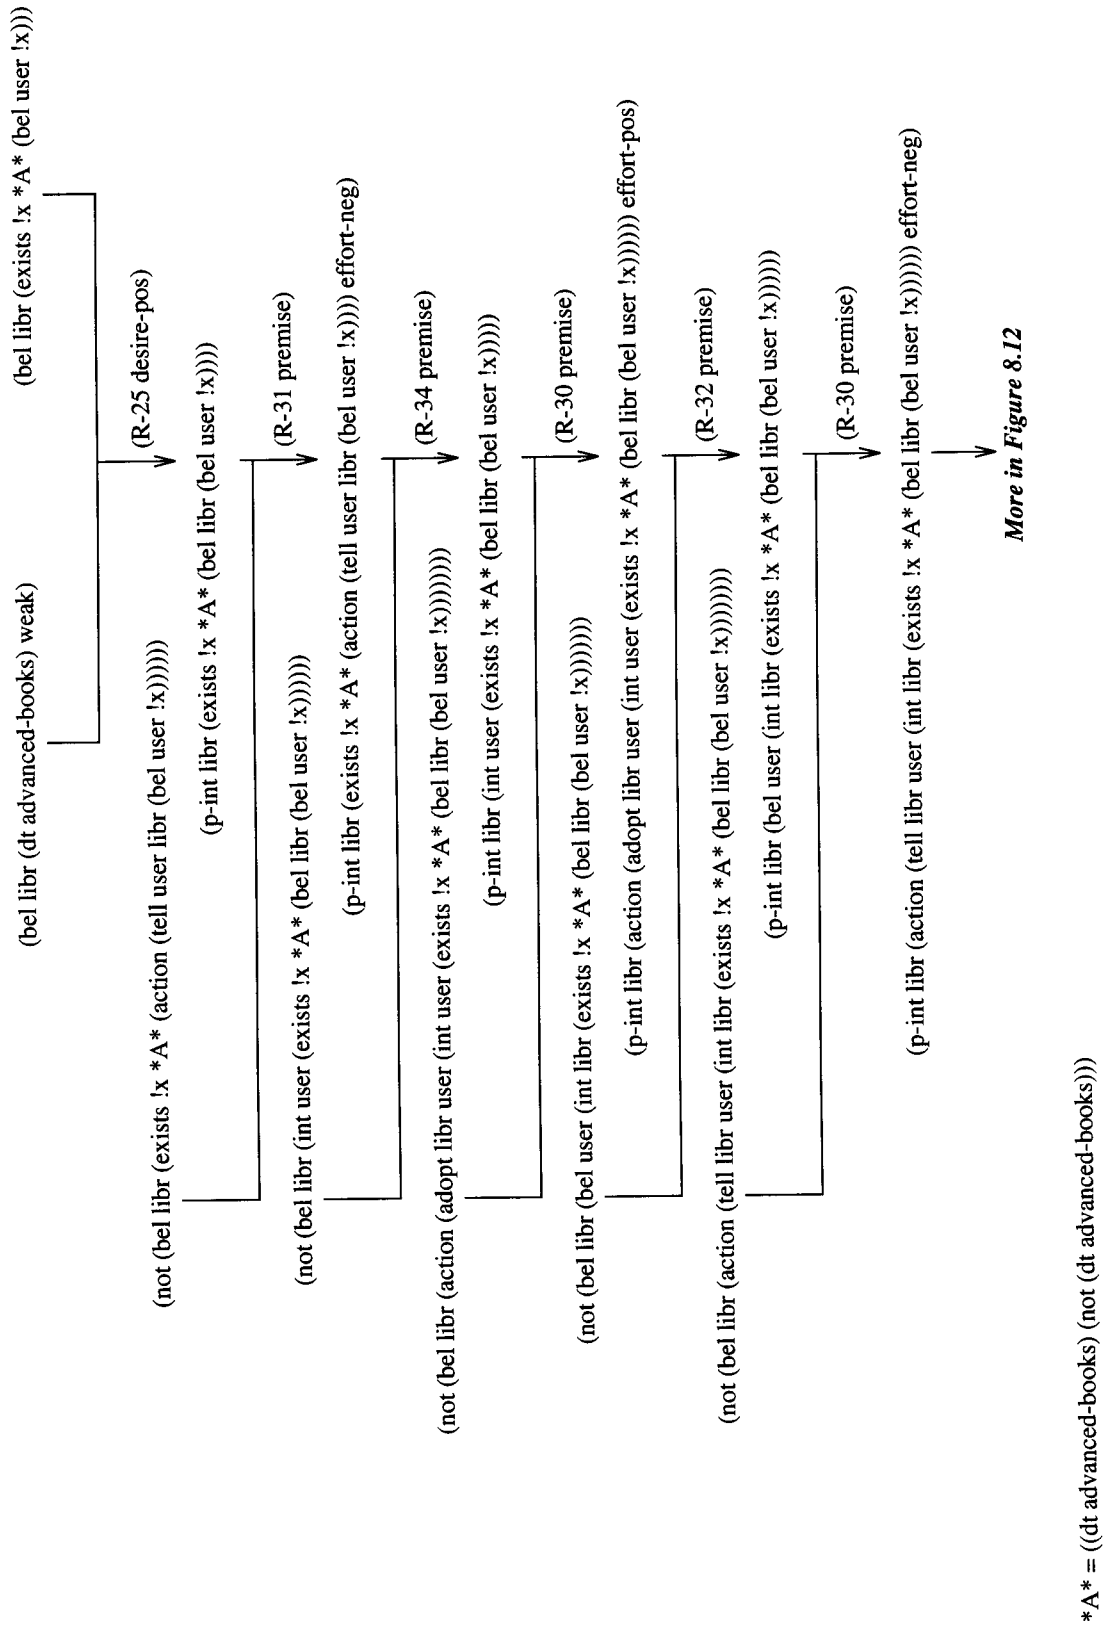 (bel libr (dt advanced-books) weak)
(bel libr (exists !x *A* (bel user !x)))
(R-25 desire-pos)
(not (bel libr (exists !x *A* (action (tell user libr (bel user !x))))))
(p-int libr (exists !x *A* (bel libr (bel user !x))))
(R-31 premise)
(not (bel libr (int user (exists !x *A* (bel libr (bel user !x))))))
(p-int libr (exists !x *A* (action (tell user libr (bel user !x)))) effort-neg)
(R-34 premise)
(not (bel libr (action (adopt libr user (int user (exists !x *A* (bel libr (bel user !x))))))))
(p-int libr (int user (exists !x *A* (bel libr (bel user !x)))))
(R-30 premise)
(not (bel libr (bel user (int libr (exists !x *A* (bel libr (bel user !x)))))))
(p-int libr (action (adopt libr user (int user (exists !x *A* (bel libr (bel user !x)))))) effort-pos)
(R-32 premise)
(not (bel libr (action (tell libr user (int libr (exists !x *A* (bel libr (bel user !x))))))))
(p-int libr (bel user (int libr (exists !x *A* (bel libr (bel user !x))))))
(R-30 premise)
(p-int libr (action (tell libr user (int libr (exists !x *A* (bel libr (bel user !x)))))) effort-neg)
More in Figure 8.12
*A* = ((dt advanced-books) (not (dt advanced-books)))